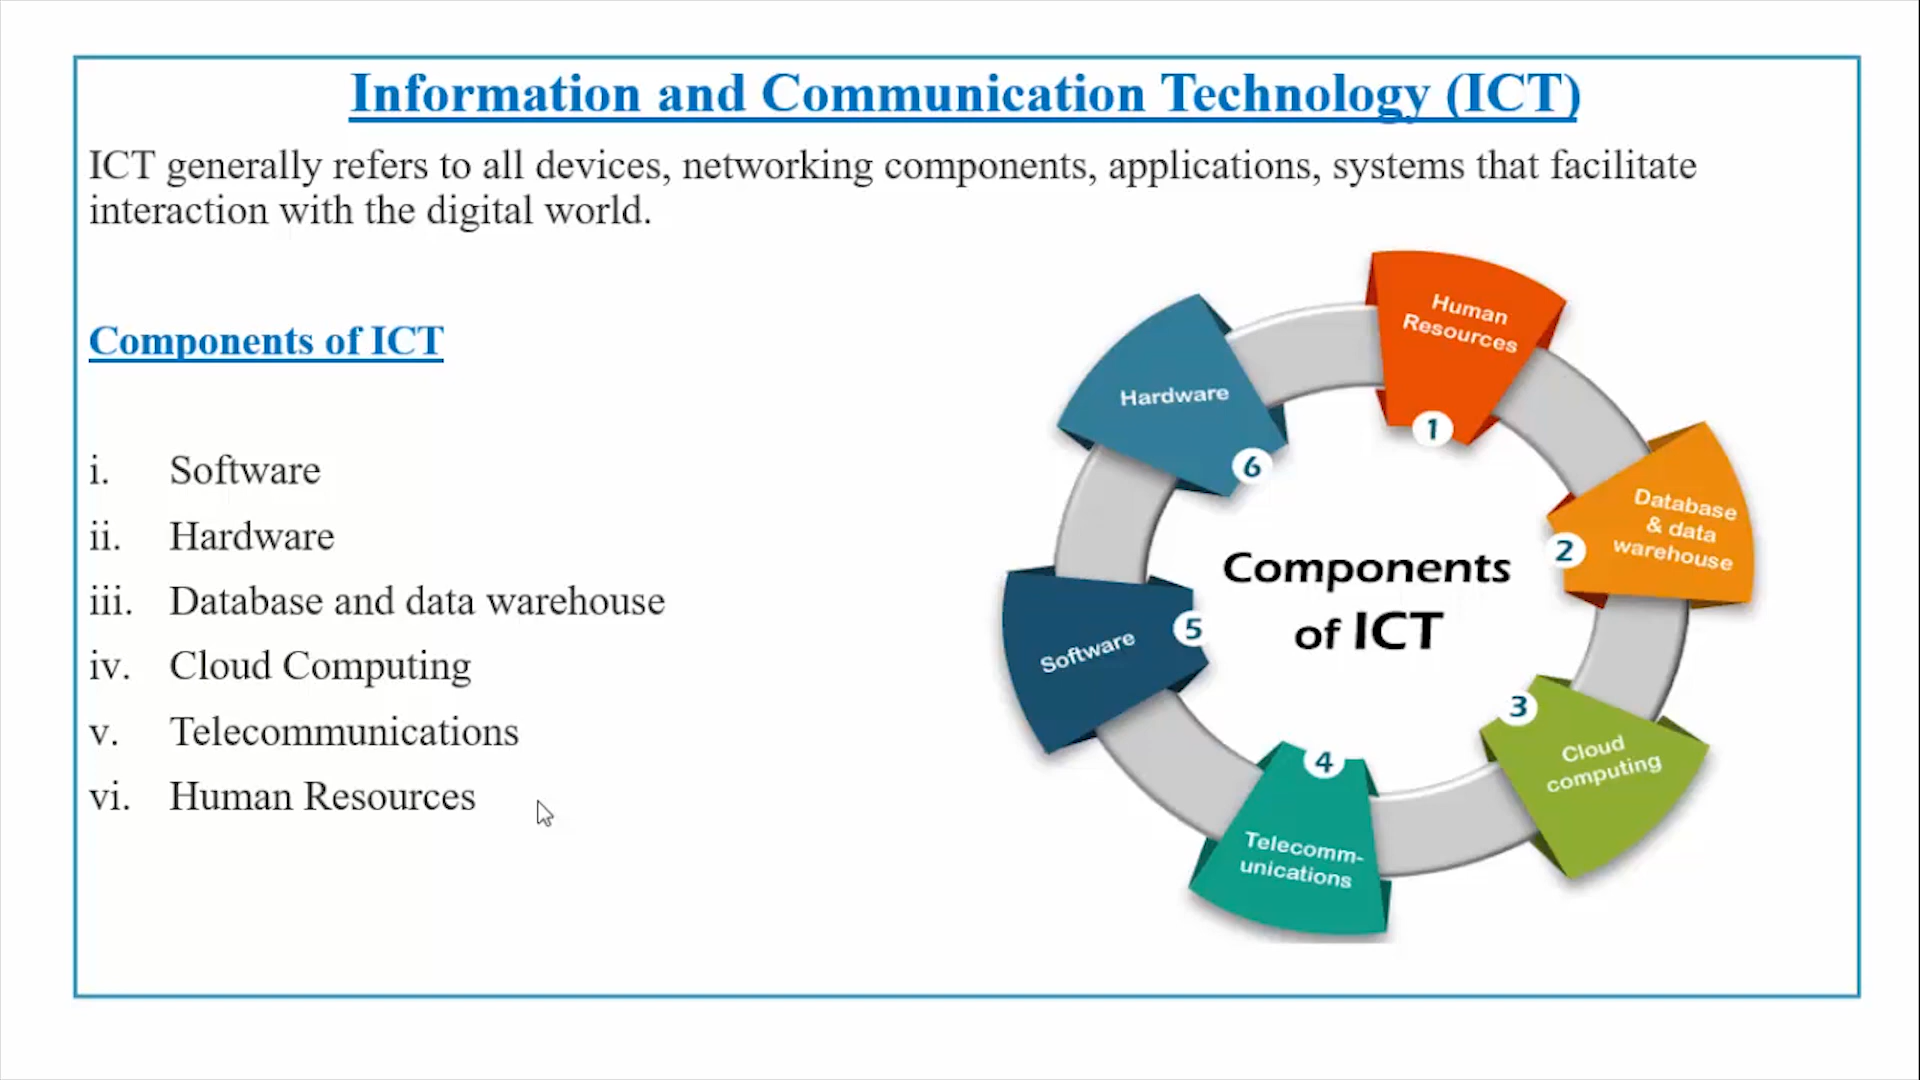 Information and Communication Technology (ICT)
ICT generally refers to all devices, networking components, applications, systems that facilitate
interaction with the digital world.
Components of ICT
i. Software
ii. Hardware
iii. Database and data warehouse
iv. Cloud Computing
v. Telecommunications
vi. Human Resources
Components
of ICT
Human
Resources
1
Database
& data
warehouse
2
Cloud
computing
3
Telecomm-
unications
4
Software
5
Hardware
6